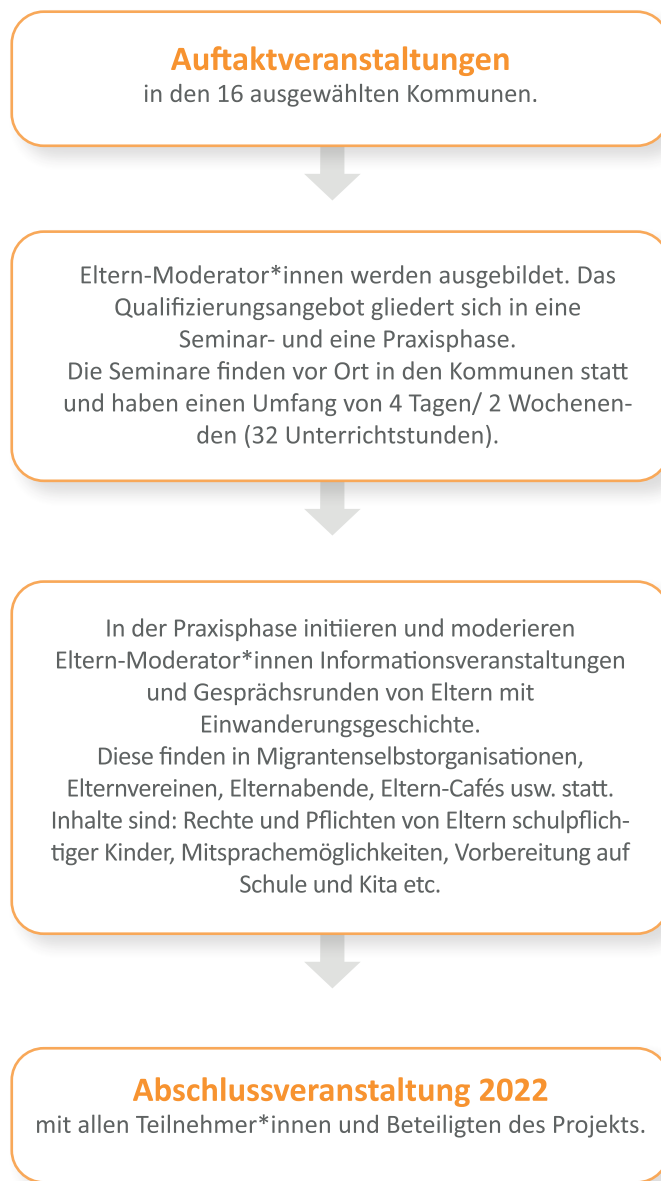 Auftaktveranstaltungen
in den 16 ausgewählten Kommunen.
Eltern-Moderator*innen werden ausgebildet. Das
Qualifizierungsangebot gliedert sich in eine
Seminar- und eine Praxisphase.
Die Seminare finden vor Ort in den Kommunen statt
und haben einen Umfang von 4 Tagen/ 2 Wochenen-
den (32 Unterrichtstunden).
In der Praxisphase initiieren und moderieren
Eltern-Moderator*innen Informationsveranstaltungen
und Gesprächsrunden von Eltern mit
Einwanderungsgeschichte.
Diese finden in Migrantenselbstorganisationen,
Elternvereinen, Elternabende, Eltern-Cafés usw. statt.
Inhalte sind: Rechte und Pflichten von Eltern schulpflich-
tiger Kinder, Mitsprachemöglichkeiten, Vorbereitung auf
Schule und Kita etc.
Abschlussveranstaltung 2022
mit allen Teilnehmer*innen und Beteiligten des Projekts.